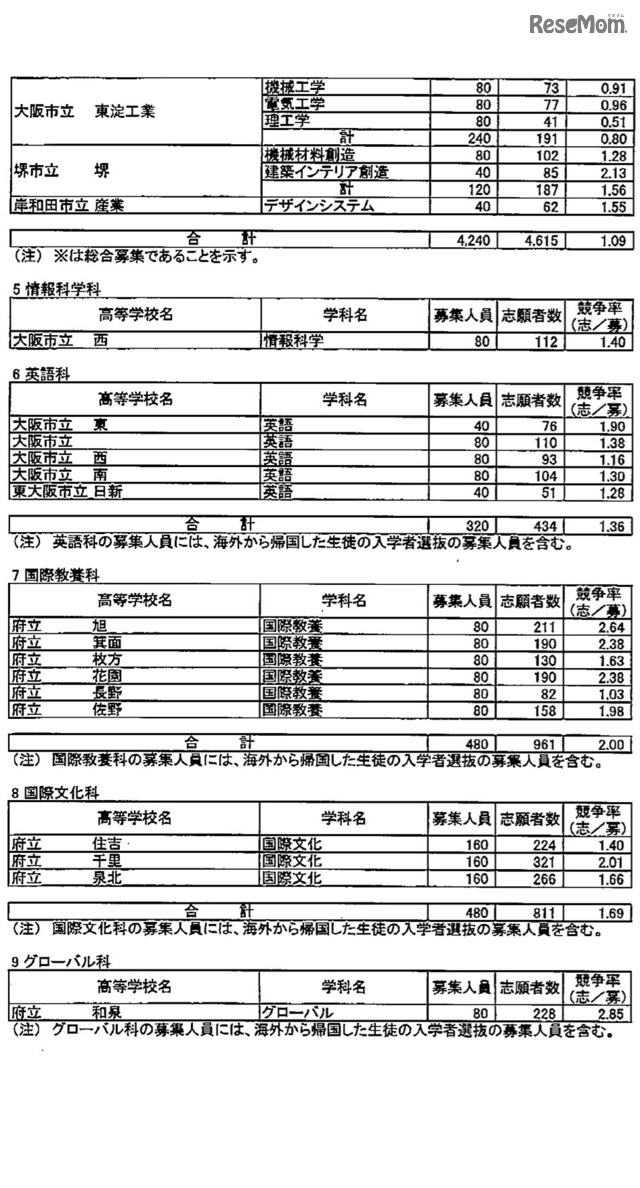 リセマム
ReseMom
大阪市立 東淀工業 機械工学 80 73 0.91
電気工学 80 77 0.96
理工学 80 41 0.51
計 240 191 0.80
堺市立 堺 機械材料創造 80 102 1.28
建築インテリア創造 40 85 2.13
計 120 187 1.56
岸和田市立 産業 デザインシステム 40 62 1.55
合 計 4,240 4,615 1.09
(注) ※は総合募集であることを示す。
5 情報科学科
高等学校名 学科名 募集人員 志願者数 競争率(志/募)
大阪市立 西 情報科学 80 112 1.40
6 英語科
高等学校名 学科名 募集人員 志願者数 競争率(志/募)
大阪市立 東 英語 40 76 1.90
大阪市立 英語 80 110 1.38
大阪市立 西 英語 80 93 1.16
大阪市立 南 英語 80 104 1.30
東大阪市立 日新 英語 40 51 1.28
合 計 320 434 1.36
(注) 英語科の募集人員には、海外から帰国した生徒の入学者選抜の募集人員を含む。
7 国際教養科
高等学校名 学科名 募集人員 志願者数 競争率(志/募)
府立 旭 国際教養 80 211 2.64
府立 箕面 国際教養 80 190 2.38
府立 枚方 国際教養 80 130 1.63
府立 花園 国際教養 80 190 2.38
府立 長野 国際教養 80 82 1.03
府立 佐野 国際教養 80 158 1.98
合 計 480 961 2.00
(注) 国際教養科の募集人員には、海外から帰国した生徒の入学者選抜の募集人員を含む。
8 国際文化科
高等学校名 学科名 募集人員 志願者数 競争率(志/募)
府立 住吉 国際文化 160 224 1.40
府立 千里 国際文化 160 321 2.01
府立 泉北 国際文化 160 266 1.66
合 計 480 811 1.69
(注) 国際文化科の募集人員には、海外から帰国した生徒の入学者選抜の募集人員を含む。
9 グローバル科
高等学校名 学科名 募集人員 志願者数 競争率(志/募)
府立 和泉 グローバル 80 228 2.85
(注) グローバル科の募集人員には、海外から帰国した生徒の入学者選抜の募集人員を含む。